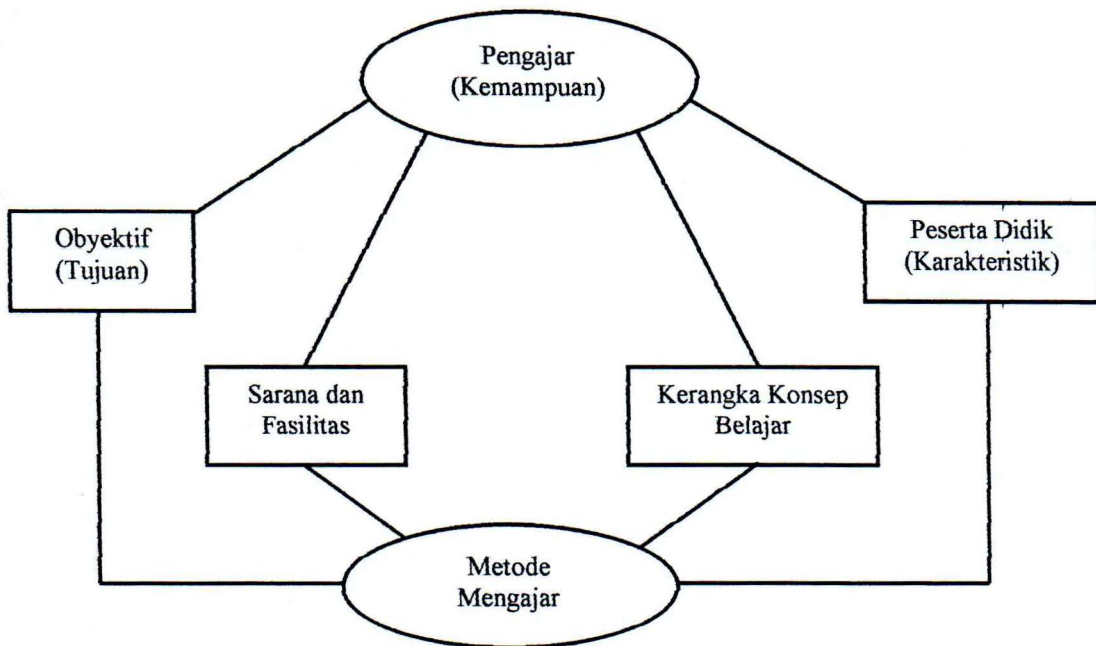 Pengajar
(Kemampuan)
Obyektif
(Tujuan)
Peserta Didik
(Karakteristik)
Sarana dan
Fasilitas
Kerangka Konsep
Belajar
Metode
Mengajar